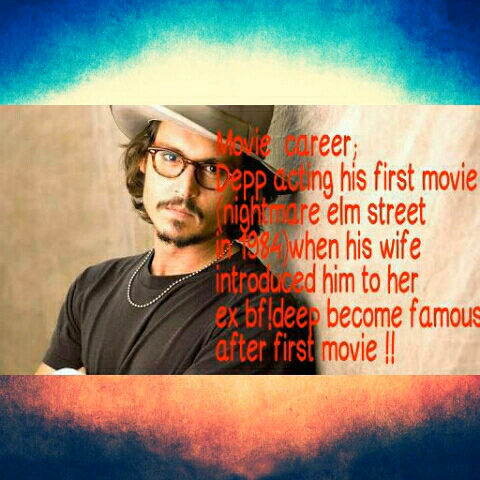 Movie career;
Depp acting his first movie
(nightmare elm street
in 1984)when his wife
introduced him to her
ex bf!deep become famous
after first movie !!